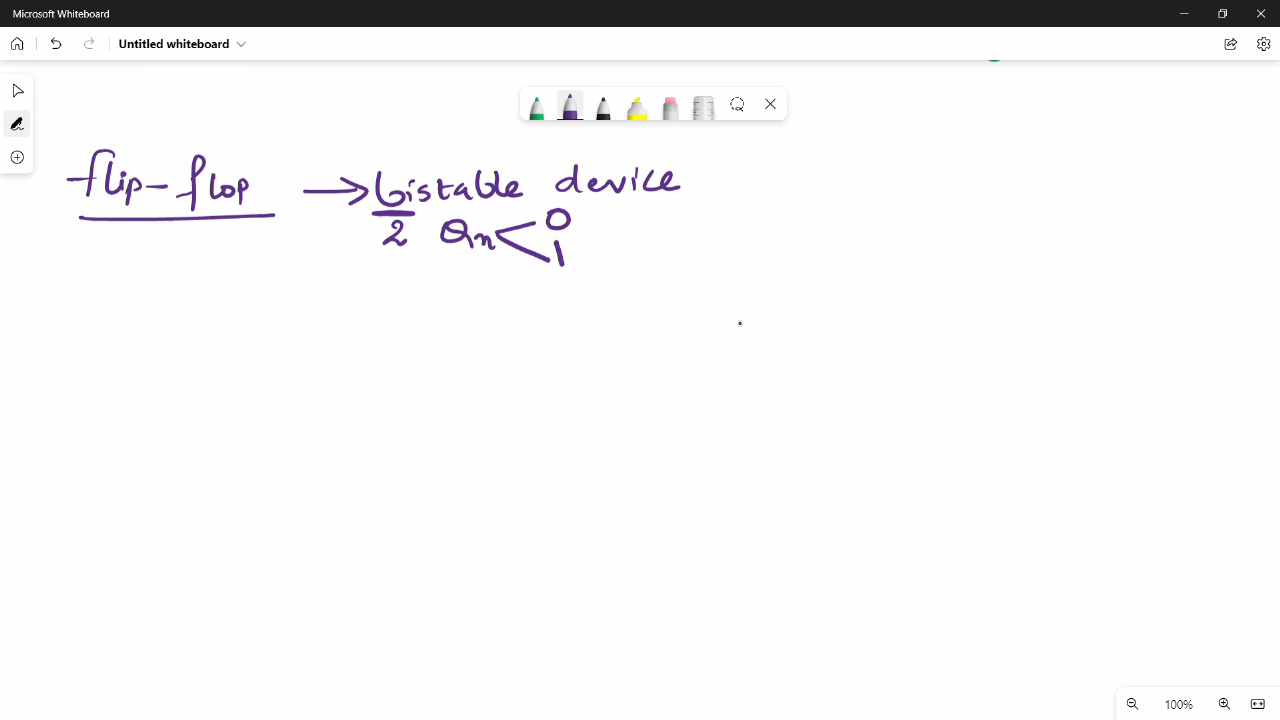 Microsoft Whiteboard
Untitled whiteboard
flip-flop → bistable device
2 Qn < 0
1
100%